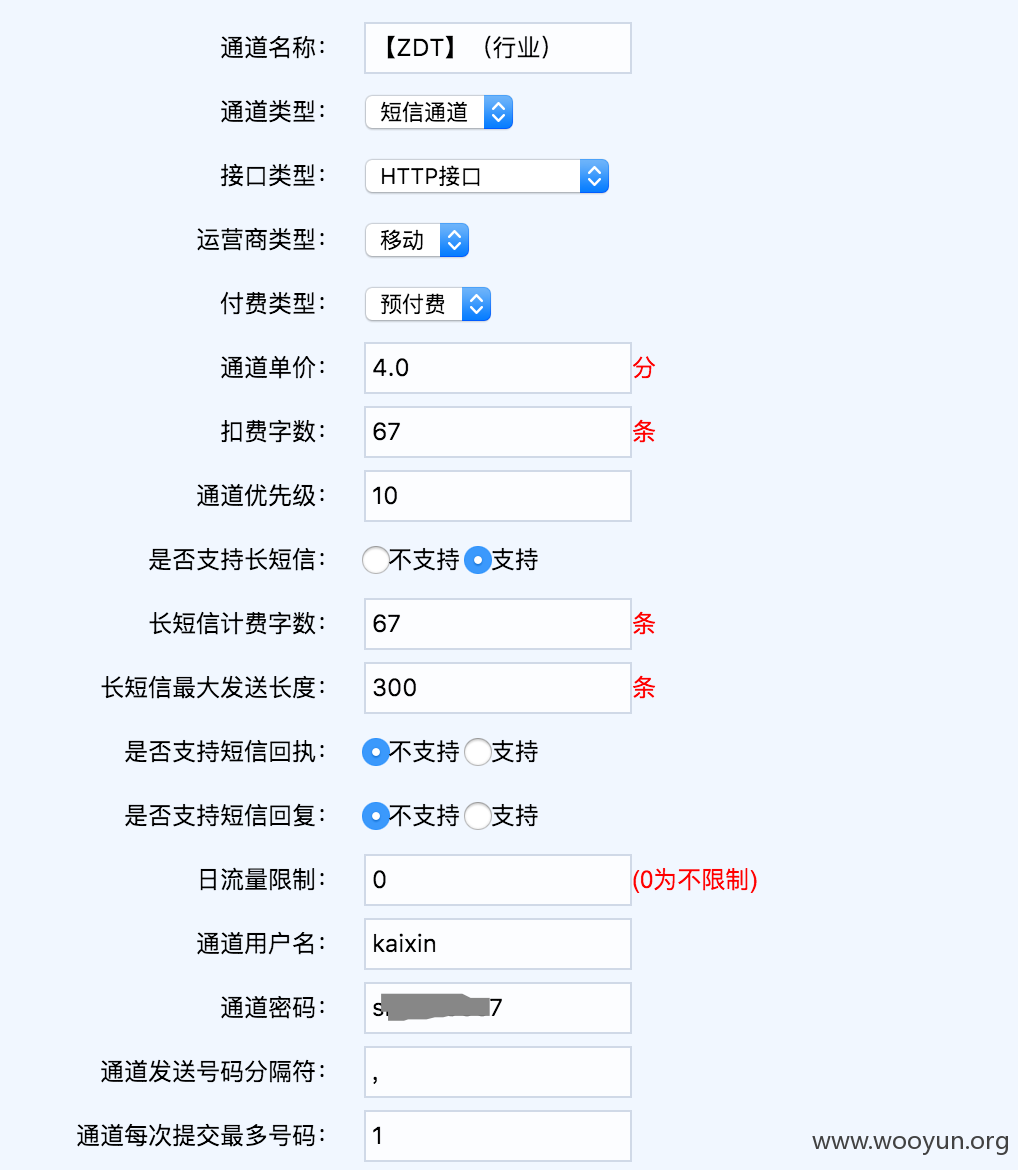 通道名称： 【ZDT】（行业）
通道类型： 短信通道
接口类型： HTTP接口
运营商类型： 移动
付费类型： 预付费
通道单价： 4.0 分
扣费字数： 67 条
通道优先级： 10
是否支持长短信： 不支持 支持
长短信计费字数： 67 条
长短信最大发送长度： 300 条
是否支持短信回执： 不支持 支持
是否支持短信回复： 不支持 支持
日流量限制： 0 (0为不限制)
通道用户名： kaixin
通道密码： s 7
通道发送号码分隔符： ,
通道每次提交最多号码： 1
www.wooyun.org